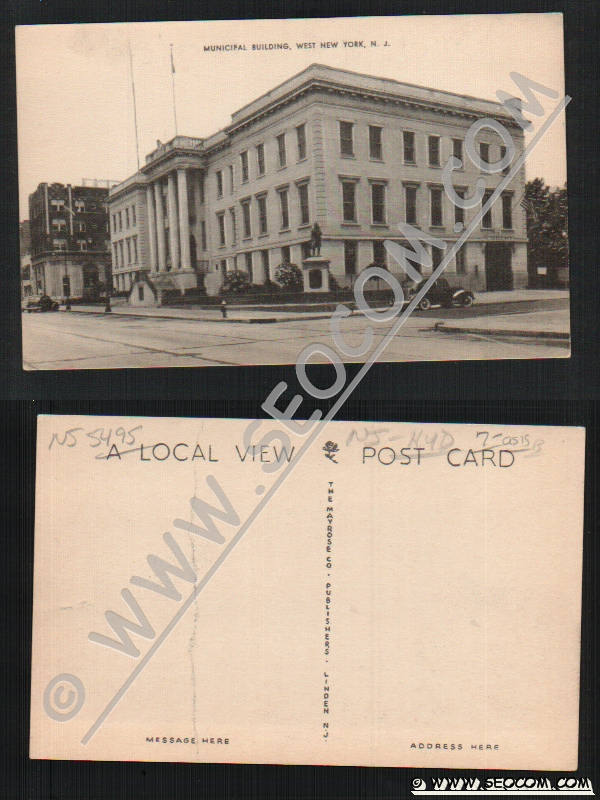 MUNICIPAL BUILDING, WEST NEW YORK, N. J.
© WWW.SEOCOM.COM
NJ 5495
NJ-HYD
A LOCAL VIEW POST CARD
THE MAYROSE CO. PUBLISHERS. LINDEN N.J.
MESSAGE HERE
ADDRESS HERE
© WWW.SEOCOM.COM